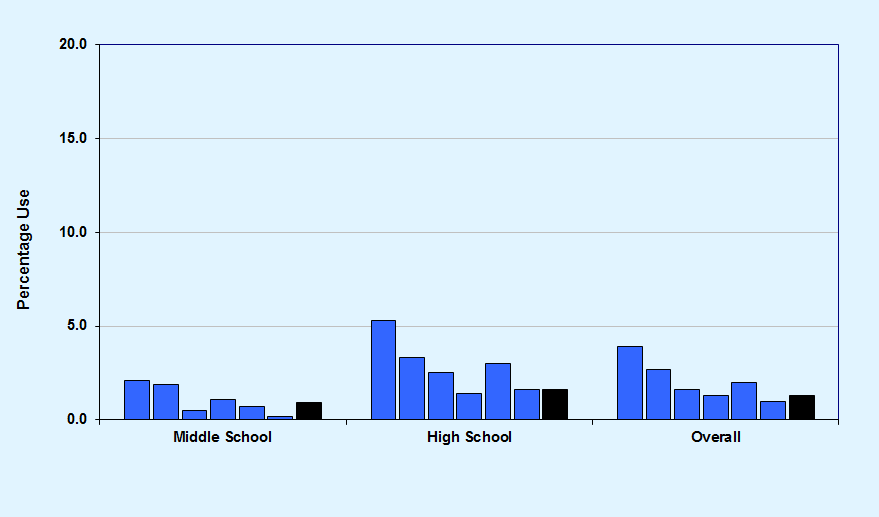 20.0
15.0
10.0
5.0
0.0
Percentage Use
Middle School
High School
Overall